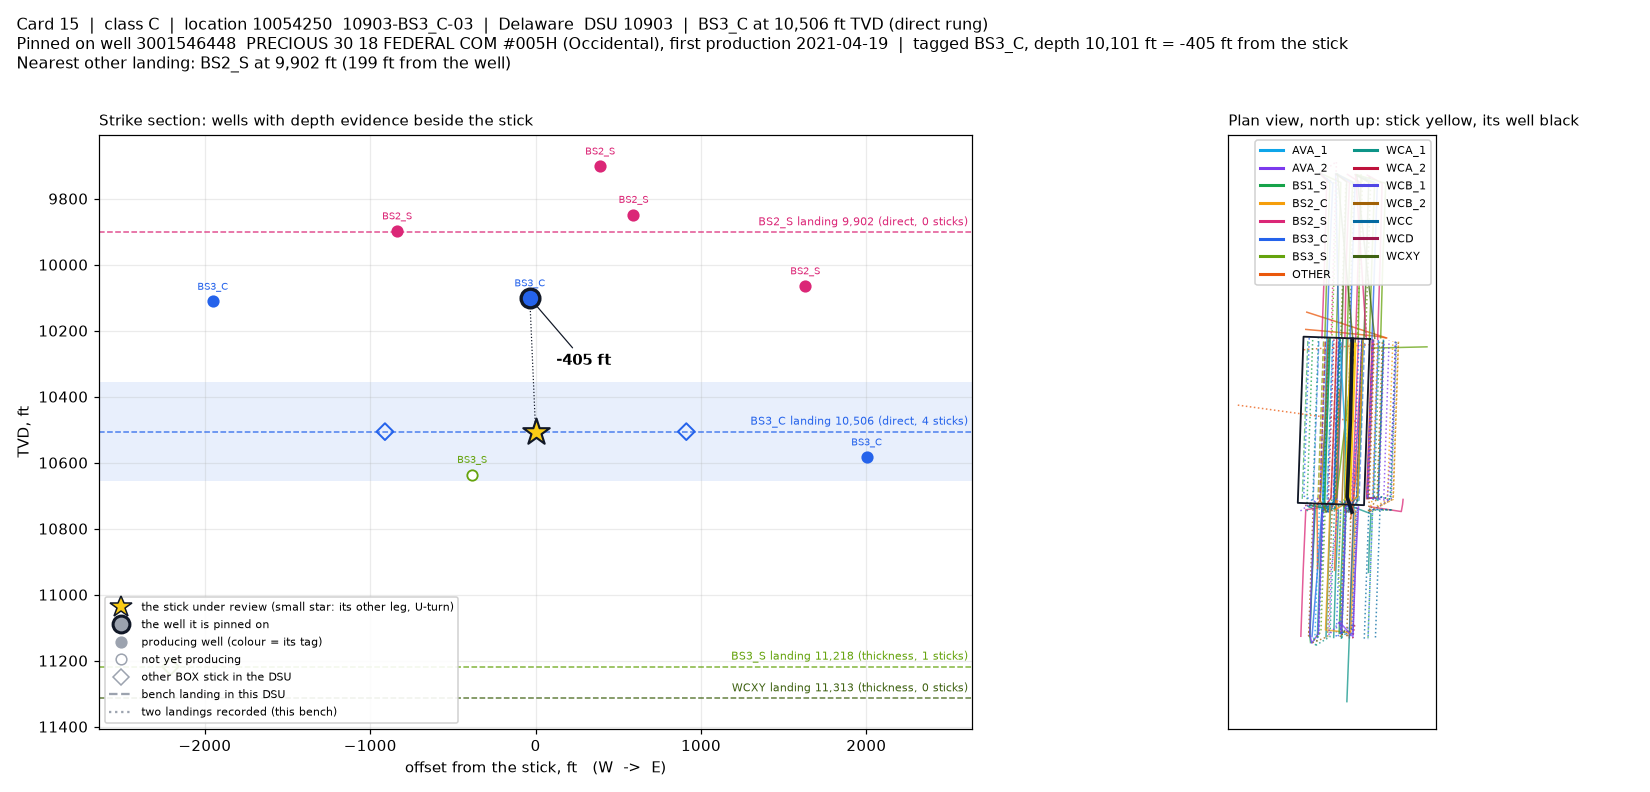 Card 15  |  class C  |  location 10054250  10903-BS3_C-03  |  Delaware  DSU 10903  |  BS3_C at 10,506 ft TVD (direct rung)
Pinned on well 3001546448  PRECIOUS 30 18 FEDERAL COM #005H (Occidental), first production 2021-04-19  |  tagged BS3_C, depth 10,101 ft = -405 ft from the stick
Nearest other landing: BS2_S at 9,902 ft (199 ft from the well)
Strike section: wells with depth evidence beside the stick
BS2_S
BS2_S
BS2_S
BS2_S landing 9,902 (direct, 0 sticks)
BS2_S
BS3_C
BS3_C
-405 ft
BS3_C landing 10,506 (direct, 4 sticks)
BS3_C
BS3_S
BS3_S landing 11,218 (thickness, 1 sticks)
WCXY landing 11,313 (thickness, 0 sticks)
9800
10000
10200
10400
10600
10800
11000
11200
11400
TVD, ft
the stick under review (small star: its other leg, U-turn)
the well it is pinned on
producing well (colour = its tag)
not yet producing
other BOX stick in the DSU
bench landing in this DSU
two landings recorded (this bench)
−2000
−1000
0
1000
2000
offset from the stick, ft   (W  ->  E)
Plan view, north up: stick yellow, its well black
AVA_1
AVA_2
BS1_S
BS2_C
BS2_S
BS3_C
BS3_S
OTHER
WCA_1
WCA_2
WCB_1
WCB_2
WCC
WCD
WCXY